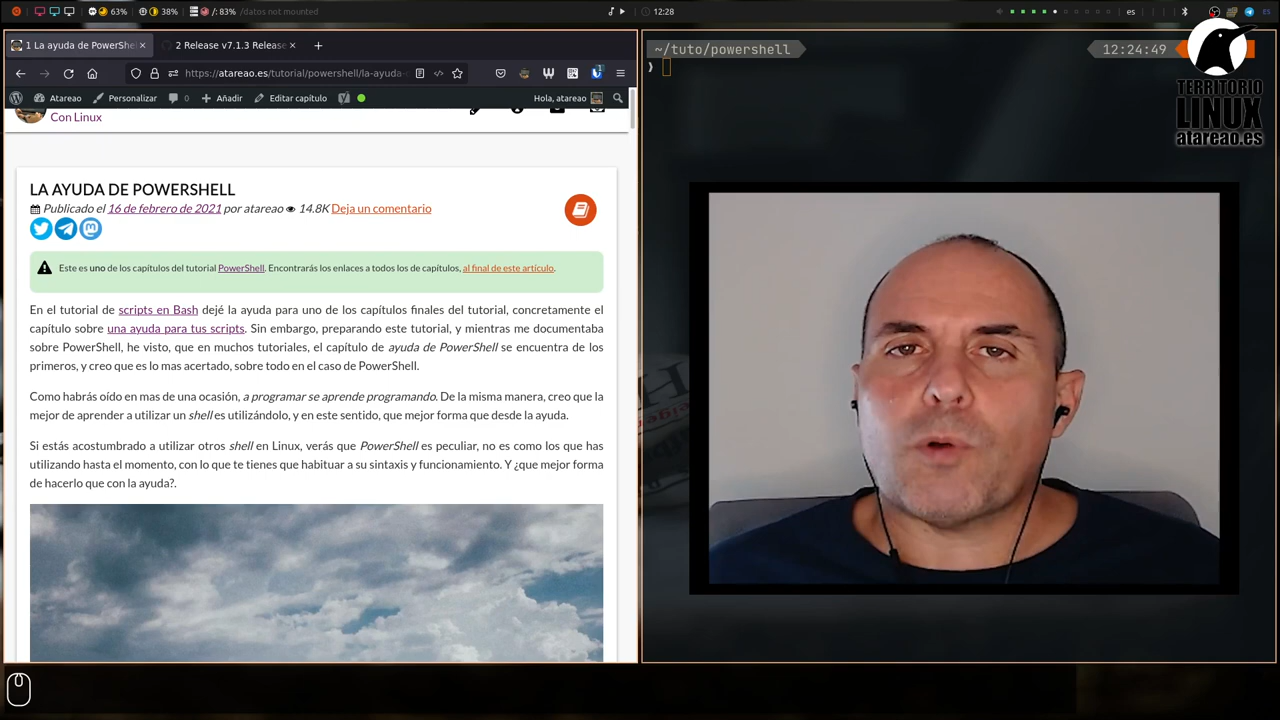 63%
38%
/: 83%
/datos not mounted
12:28
es
ES
1 La ayuda de PowerShel
2 Release v7.1.3 Release
https://atareao.es/tutorial/powershell/la-ayuda-
Atareao
Personalizar
0
Añadir
Editar capítulo
Hola, atareao
Con Linux
LA AYUDA DE POWERSHELL
Publicado el 16 de febrero de 2021 por atareao 14.8K Deja un comentario
Este es uno de los capítulos del tutorial PowerShell. Encontrarás los enlaces a todos los de capítulos, al final de este artículo.
En el tutorial de scripts en Bash dejé la ayuda para uno de los capítulos finales del tutorial, concretamente el
capítulo sobre una ayuda para tus scripts. Sin embargo, preparando este tutorial, y mientras me documentaba
sobre PowerShell, he visto, que en muchos tutoriales, el capítulo de ayuda de PowerShell se encuentra de los
primeros, y creo que es lo mas acertado, sobre todo en el caso de PowerShell.
Como habrás oído en mas de una ocasión, a programar se aprende programando. De la misma manera, creo que la
mejor de aprender a utilizar un shell es utilizándolo, y en este sentido, que mejor forma que desde la ayuda.
Si estás acostumbrado a utilizar otros shell en Linux, verás que PowerShell es peculiar, no es como los que has
utilizando hasta el momento, con lo que te tienes que habituar a su sintaxis y funcionamiento. Y ¿que mejor forma
de hacerlo que con la ayuda?.
~/tuto/powershell
12:24:49
❯
TERRITORIO
LINUX
atareao.es